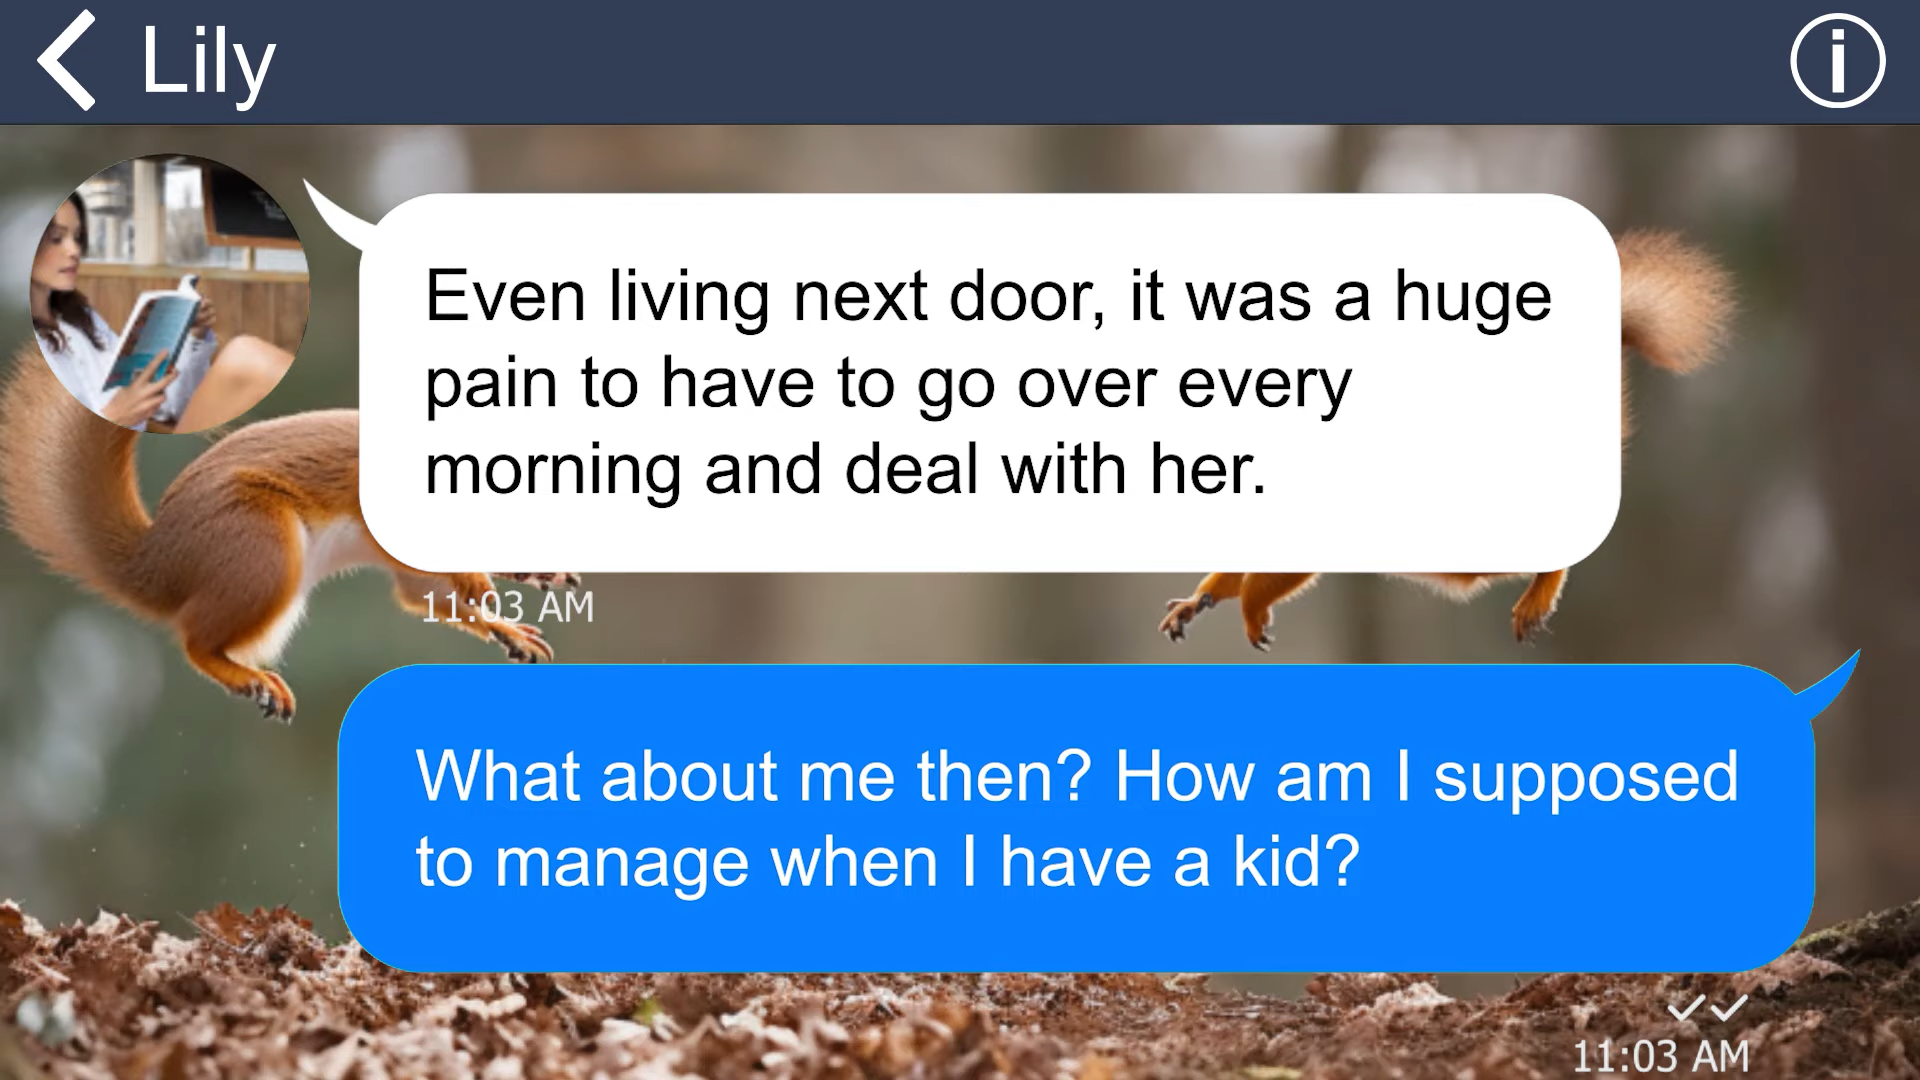 Lily
Even living next door, it was a huge
pain to have to go over every
morning and deal with her.
11:03 AM
What about me then? How am I supposed
to manage when I have a kid?
11:03 AM